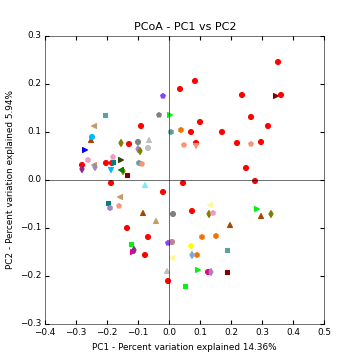 PCoA - PC1 vs PC2
PC2 - Percent variation explained 5.94%
0.3
0.2
0.1
0.0
−0.1
−0.2
−0.3
−0.4 −0.3 −0.2 −0.1 0.0 0.1 0.2 0.3 0.4 0.5
PC1 - Percent variation explained 14.36%